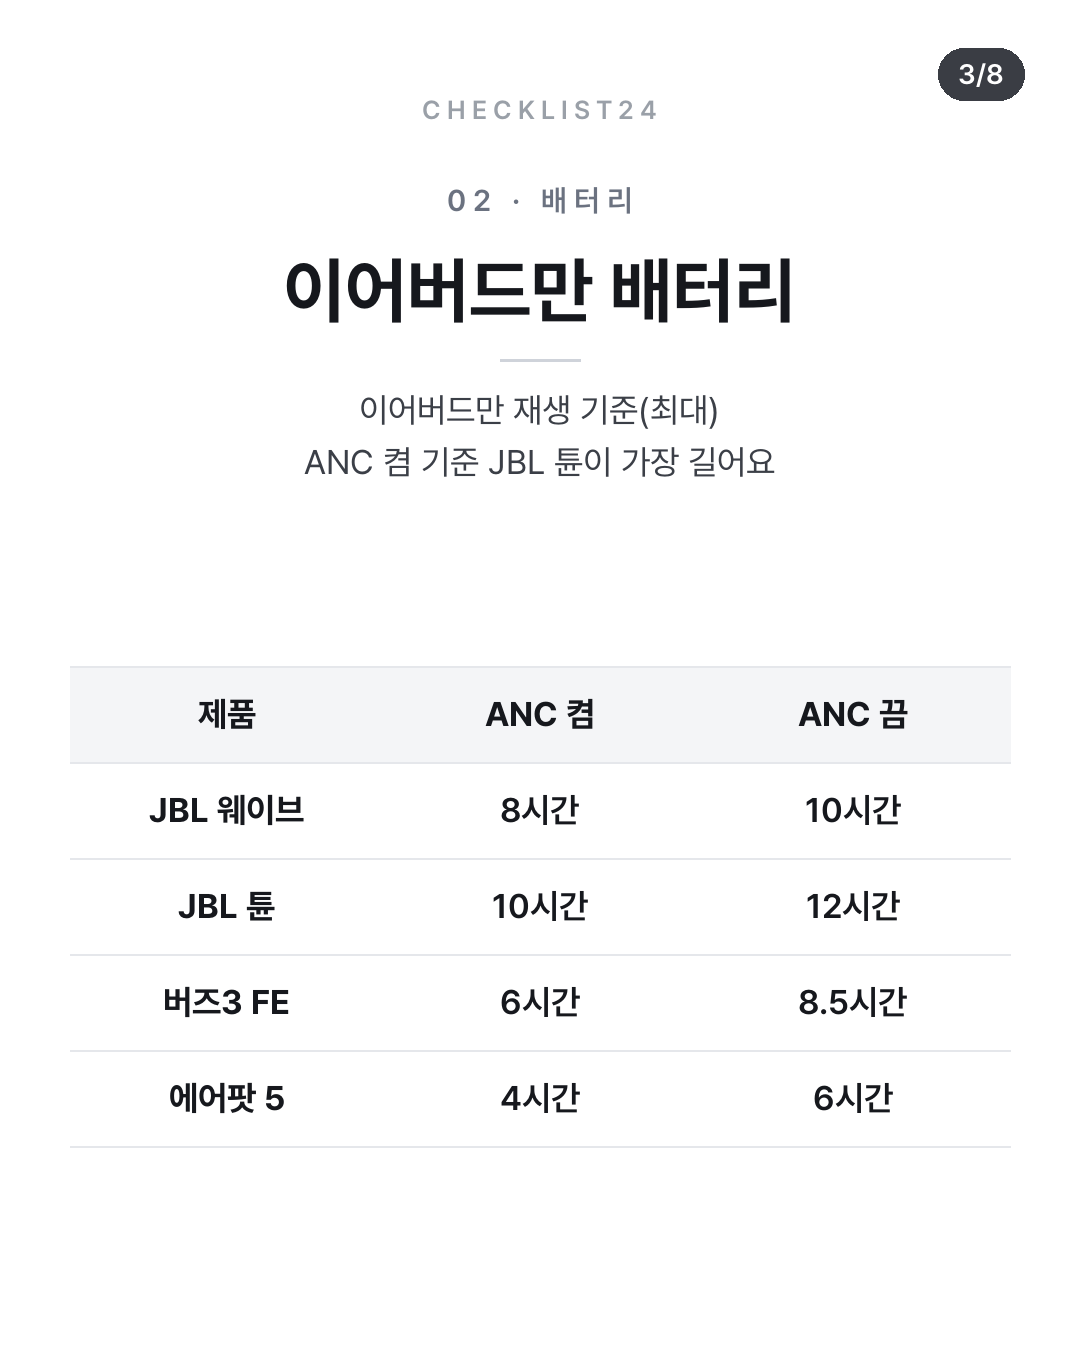 3/8
CHECKLIST24
02 · 배터리
이어버드만 배터리
이어버드만 재생 기준(최대)
ANC 켬 기준 JBL 튠이 가장 길어요
제품 ANC 켬 ANC 끔
JBL 웨이브 8시간 10시간
JBL 튠 10시간 12시간
버즈3 FE 6시간 8.5시간
에어팟 5 4시간 6시간